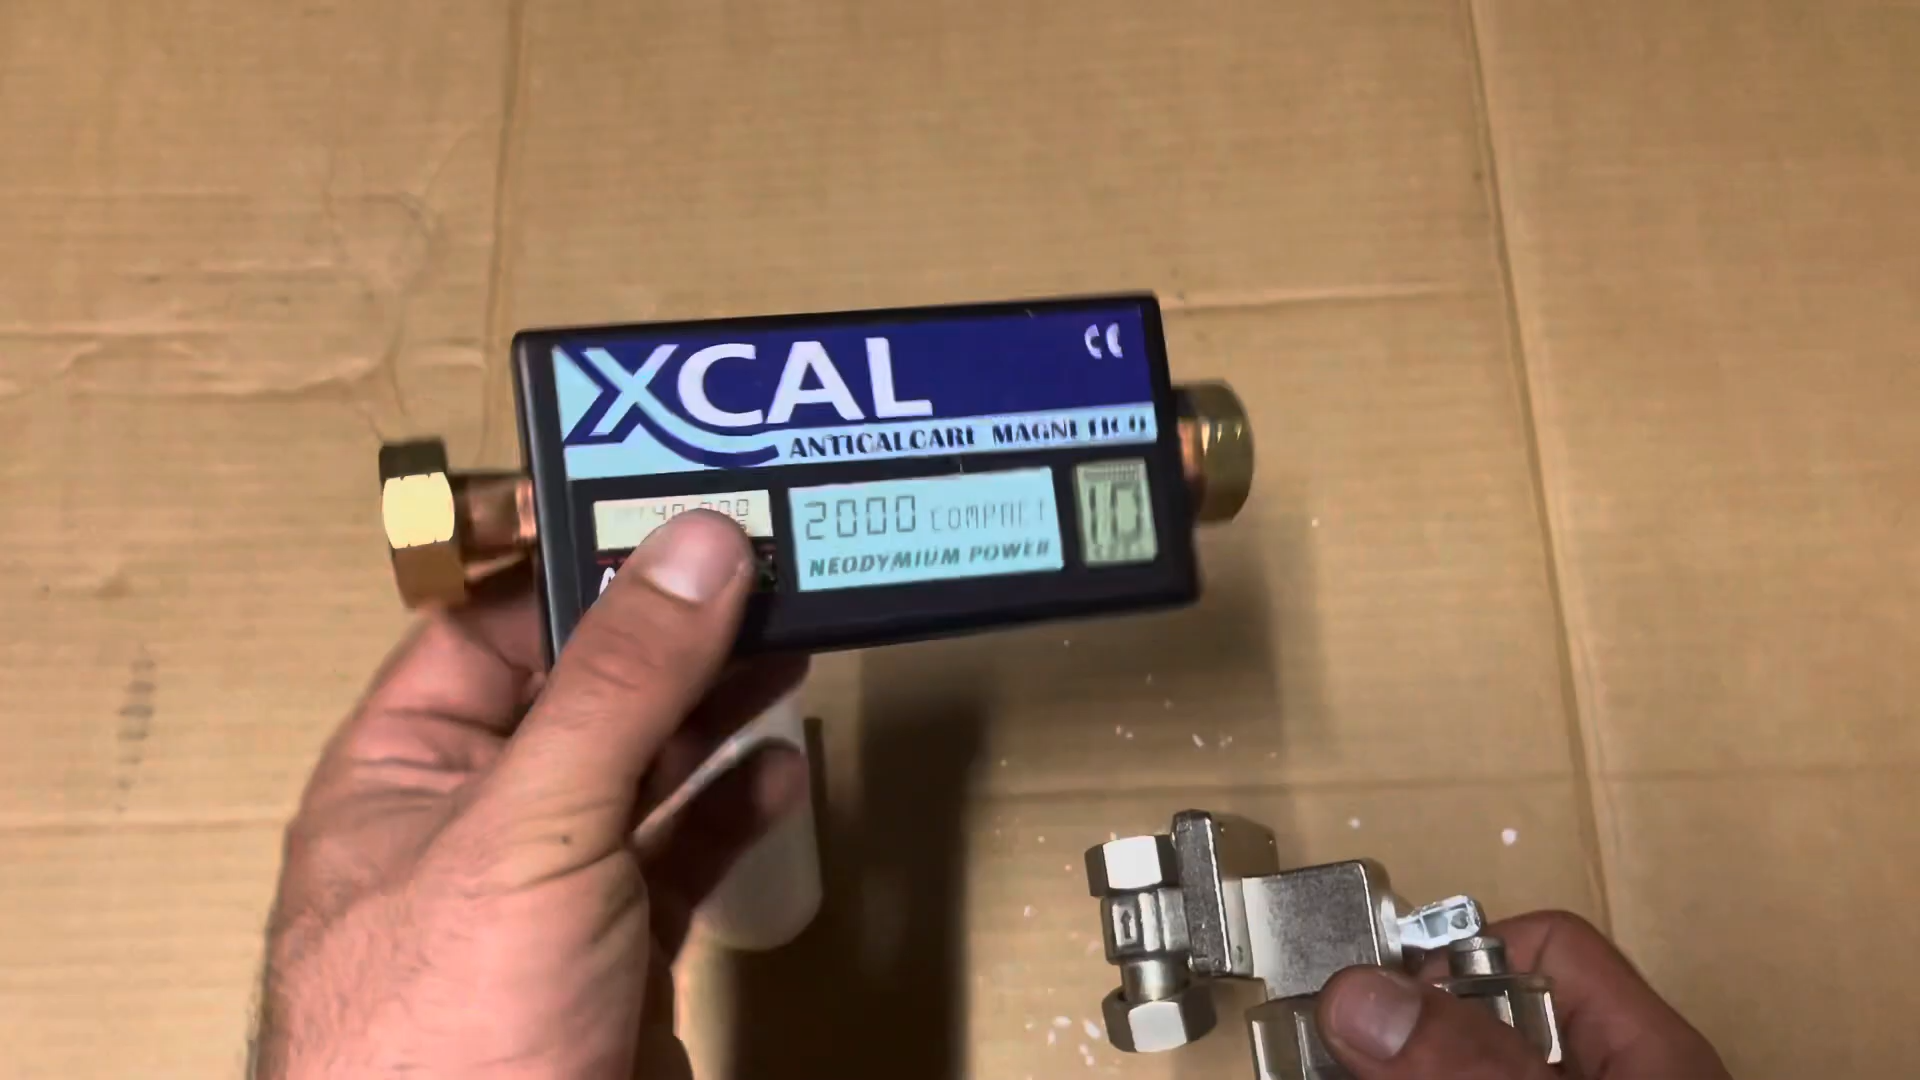 XCAL
CE
ANTICALCARE MAGNETICO
2000 COMPACT
NEODYMIUM POWER